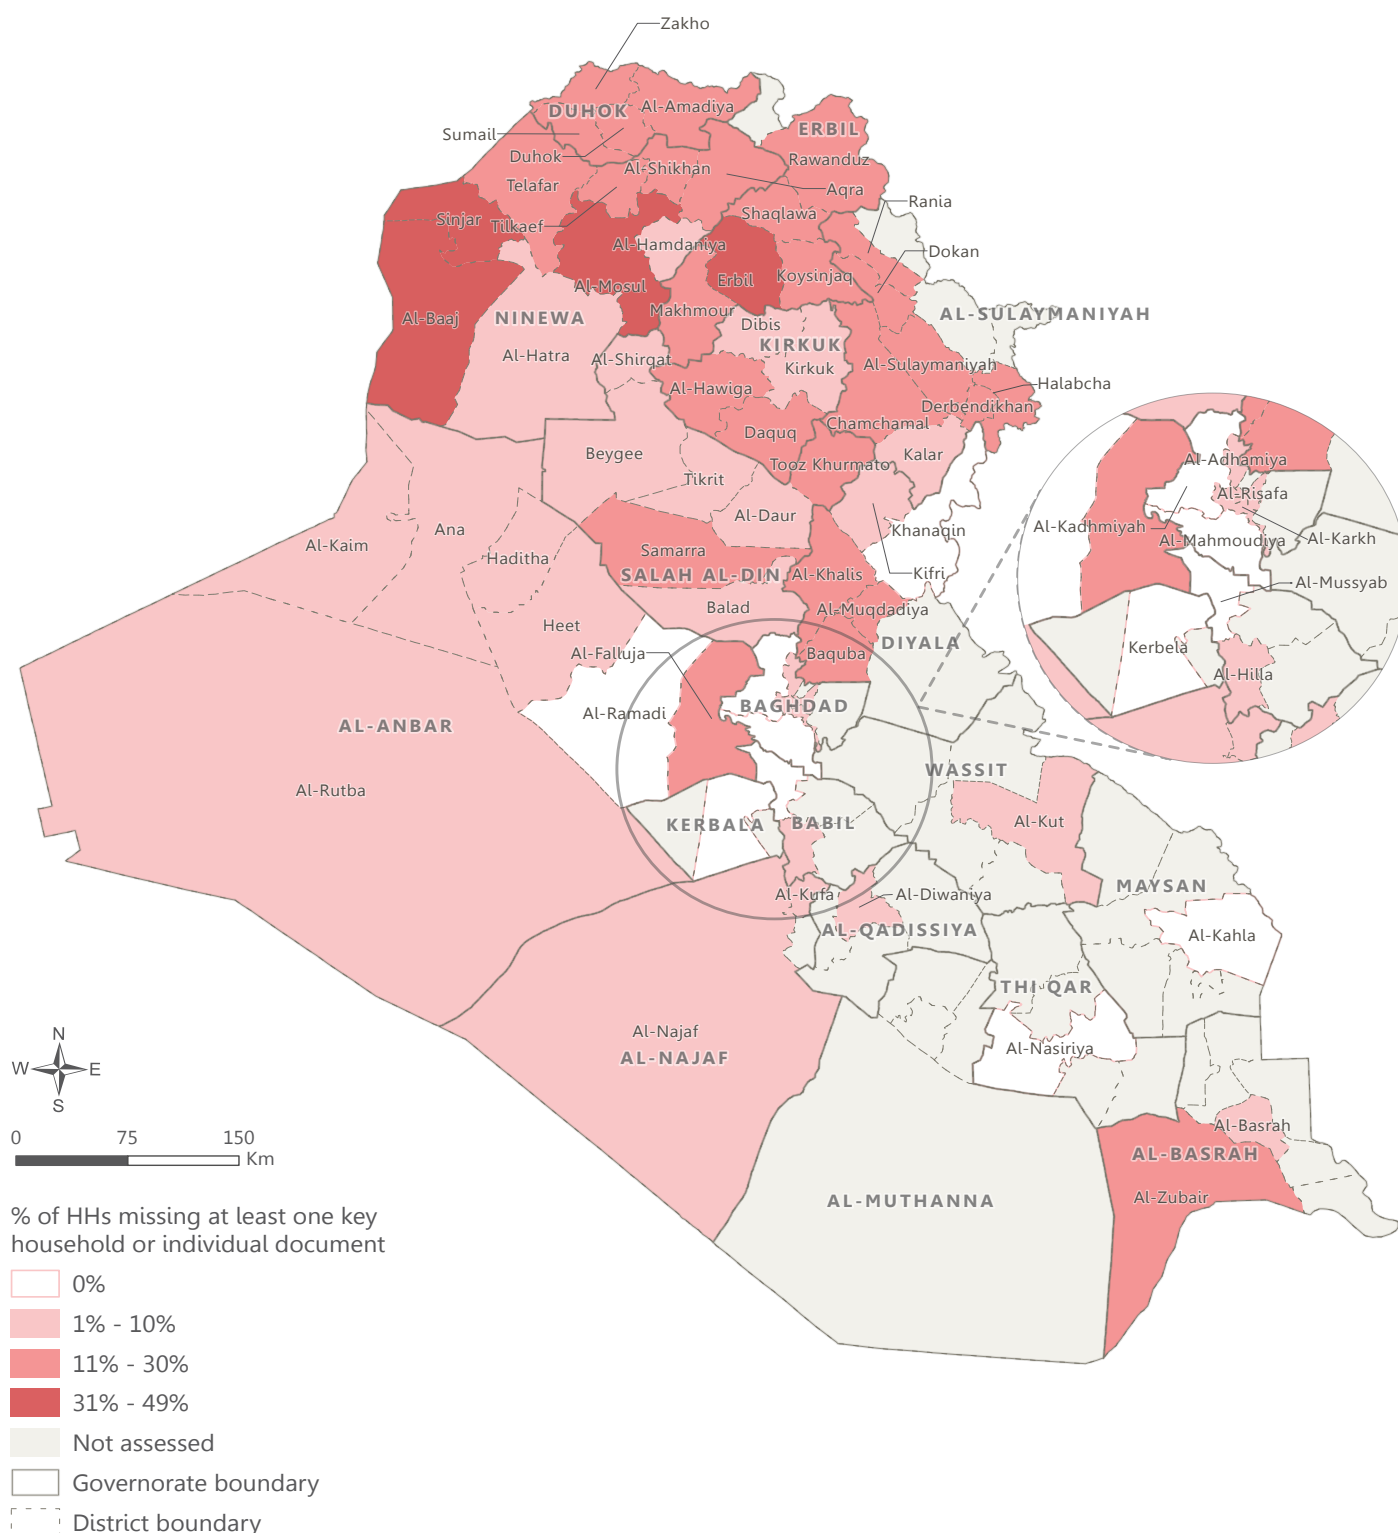 Zakho
DUHOK
Al-Amadiya
Sumail
ERBIL
Duhok
Rawanduz
Al-Shikhan
Telafar
Aqra
Rania
Shaqlawa
Sinjar
Tilkaef
Al-Hamdaniya
Dokan
Koysinjaq
Erbil
Al-Mosul
Makhmour
AL-SULAYMANIYAH
Al-Baaj
NINEWA
Dibis
KIRKUK
Al-Hatra
Al-Shirqat
Kirkuk
Al-Sulaymaniyah
Halabcha
Al-Hawiga
Derbendikhan
Chamchamal
Daquq
Beygee
Kalar
Tooz Khurmato
Tikrit
Al-Adhamiya
Al-Risafa
Al-Daur
Ana
Khanaqin
Al-Kadhmiyah
Al-Mahmoudiya
Al-Karkh
Al-Kaim
Samarra
Haditha
SALAH AL-DIN
Al-Khalis
Kifri
Al-Mussyab
Balad
Al-Muqdadiya
Heet
DIYALA
Kerbela
Al-Falluja
Baquba
Al-Hilla
BAGHDAD
Al-Ramadi
AL-ANBAR
WASSIT
Al-Rutba
KERBALA
BABIL
Al-Kut
MAYSAN
Al-Kufa
Al-Diwaniya
AL-QADISSIYA
Al-Kahla
THI QAR
Al-Najaf
Al-Nasiriya
AL-NAJAF
N
W
E
S
Al-Basrah
0 75 150
Km
AL-BASRAH
Al-Zubair
AL-MUTHANNA
% of HHs missing at least one key
household or individual document
0%
1% - 10%
11% - 30%
31% - 49%
Not assessed
Governorate boundary
District boundary